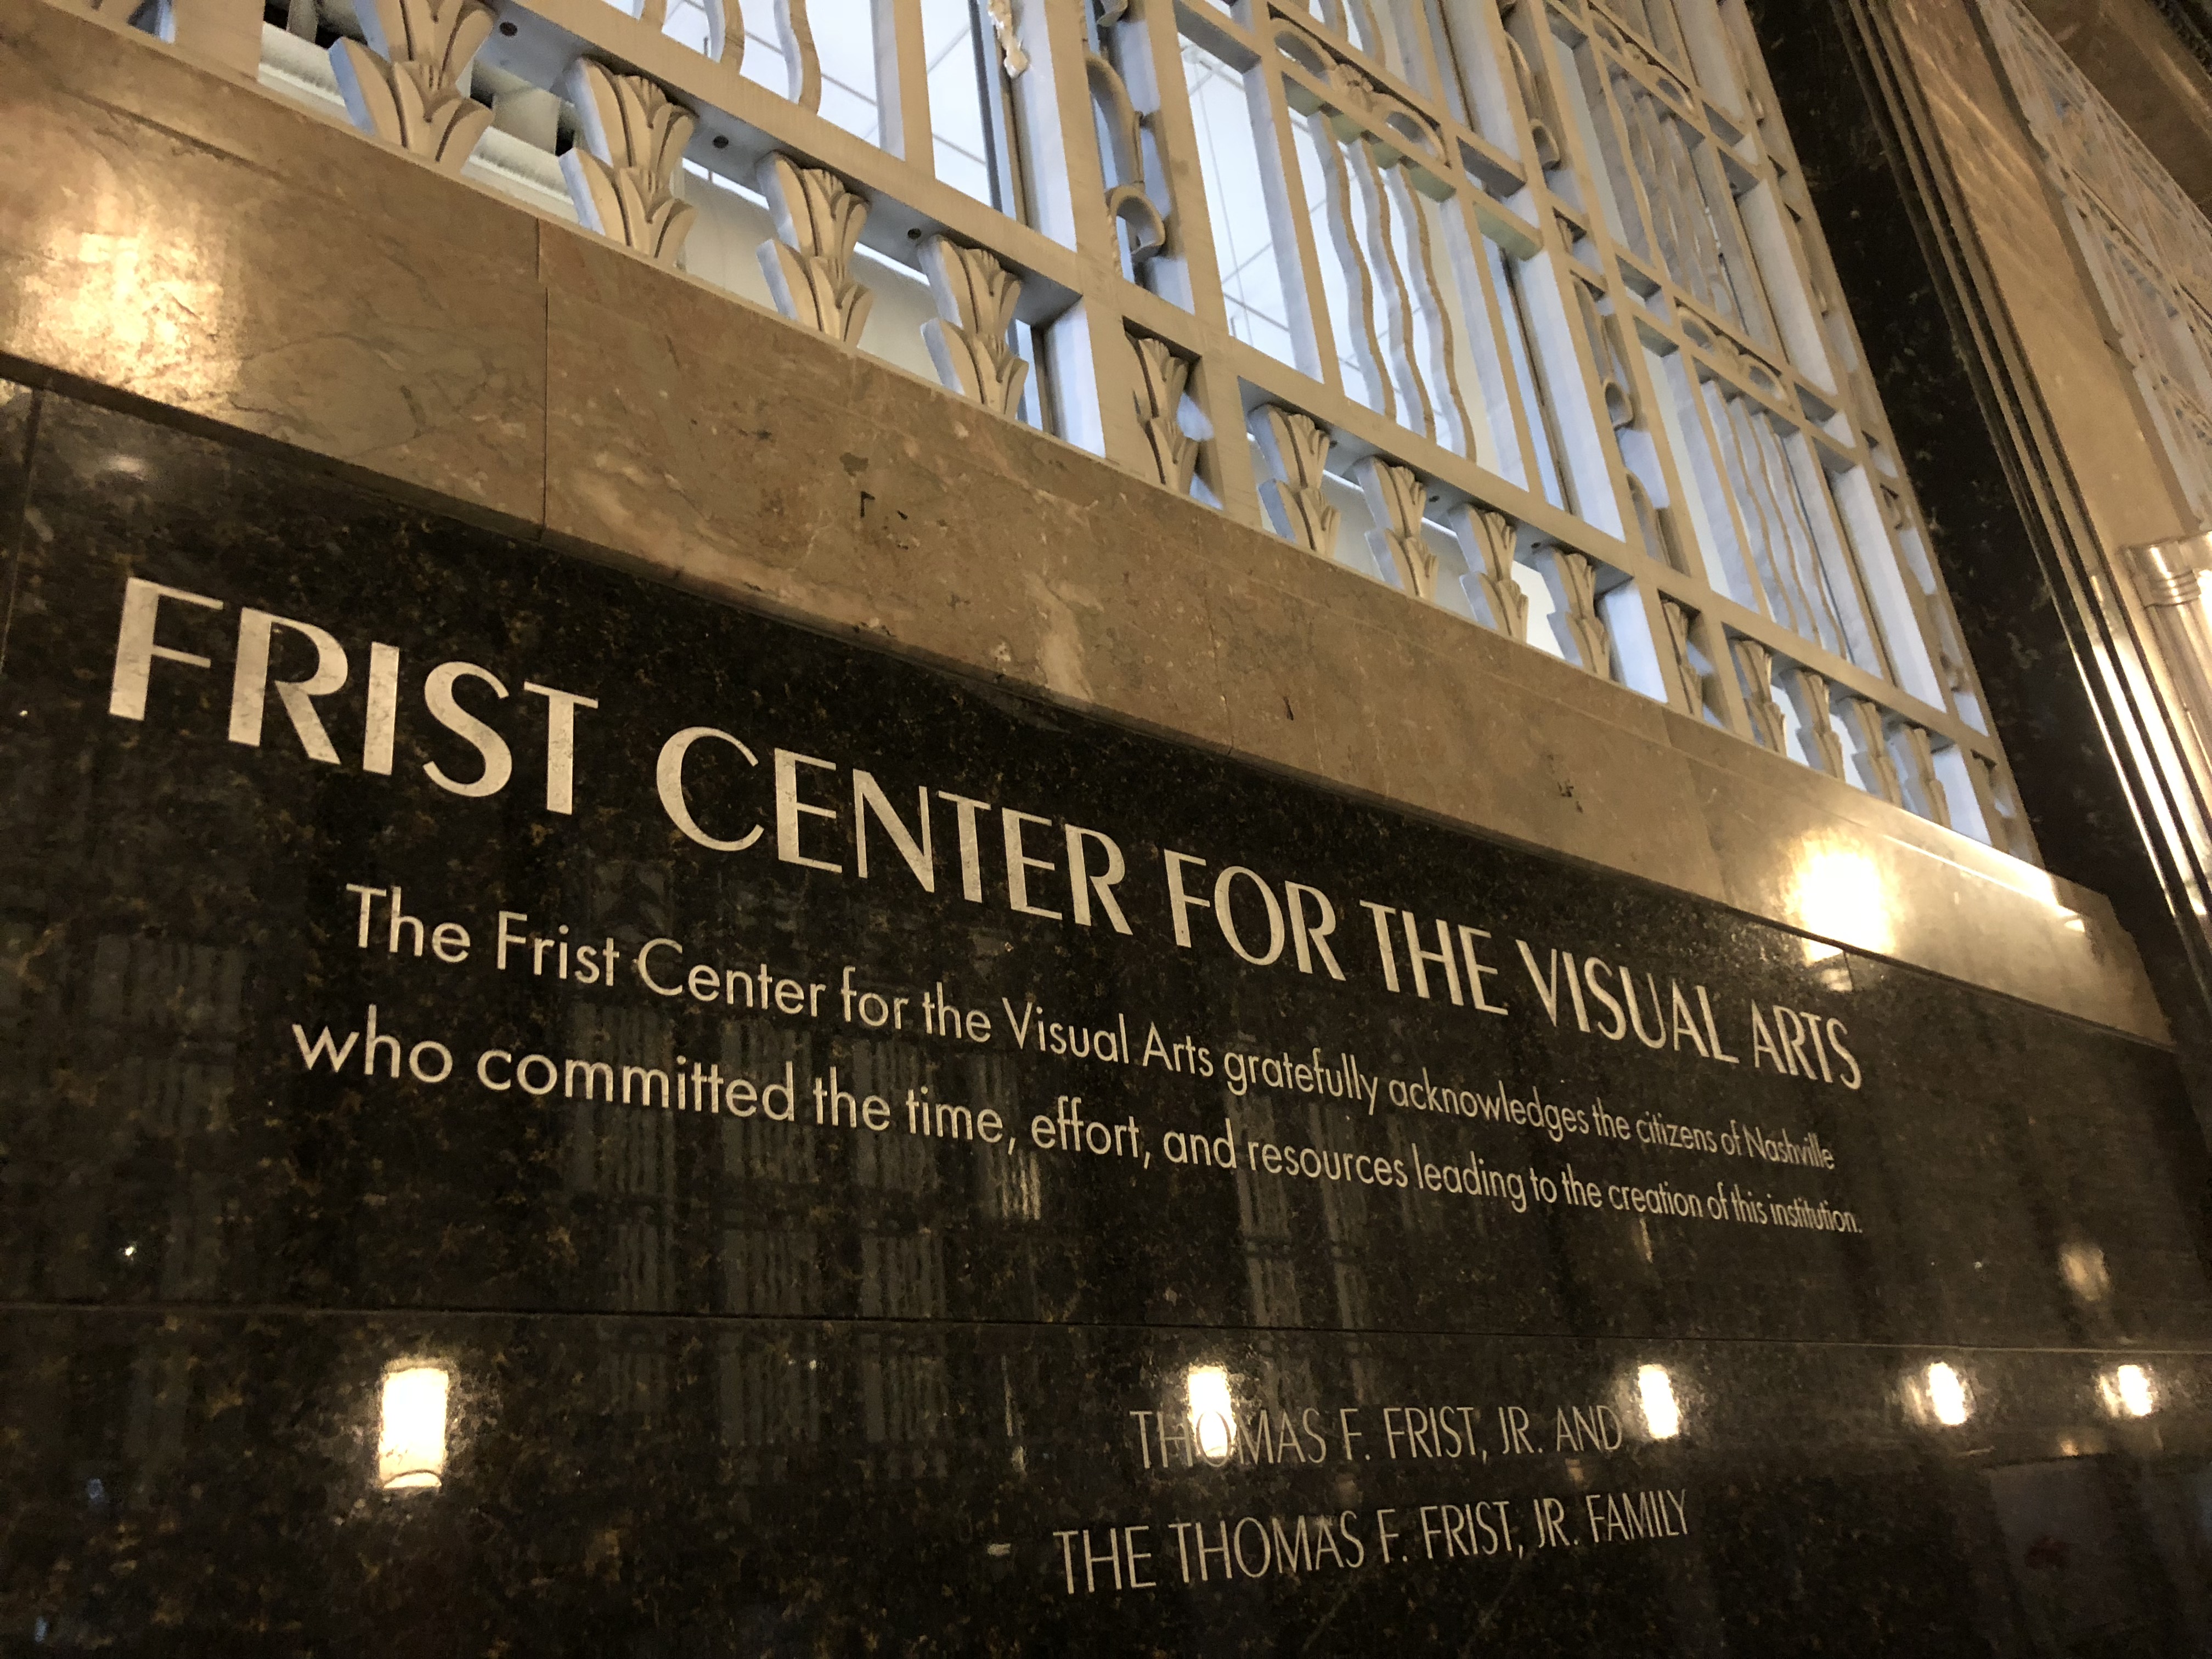 FRIST CENTER FOR THE VISUAL ARTS
The Frist Center for the Visual Arts gratefully acknowledges the citizens of Nashville
who committed the time, effort, and resources leading to the creation of this institution.
THOMAS F. FRIST, JR. AND
THE THOMAS F. FRIST, JR. FAMILY